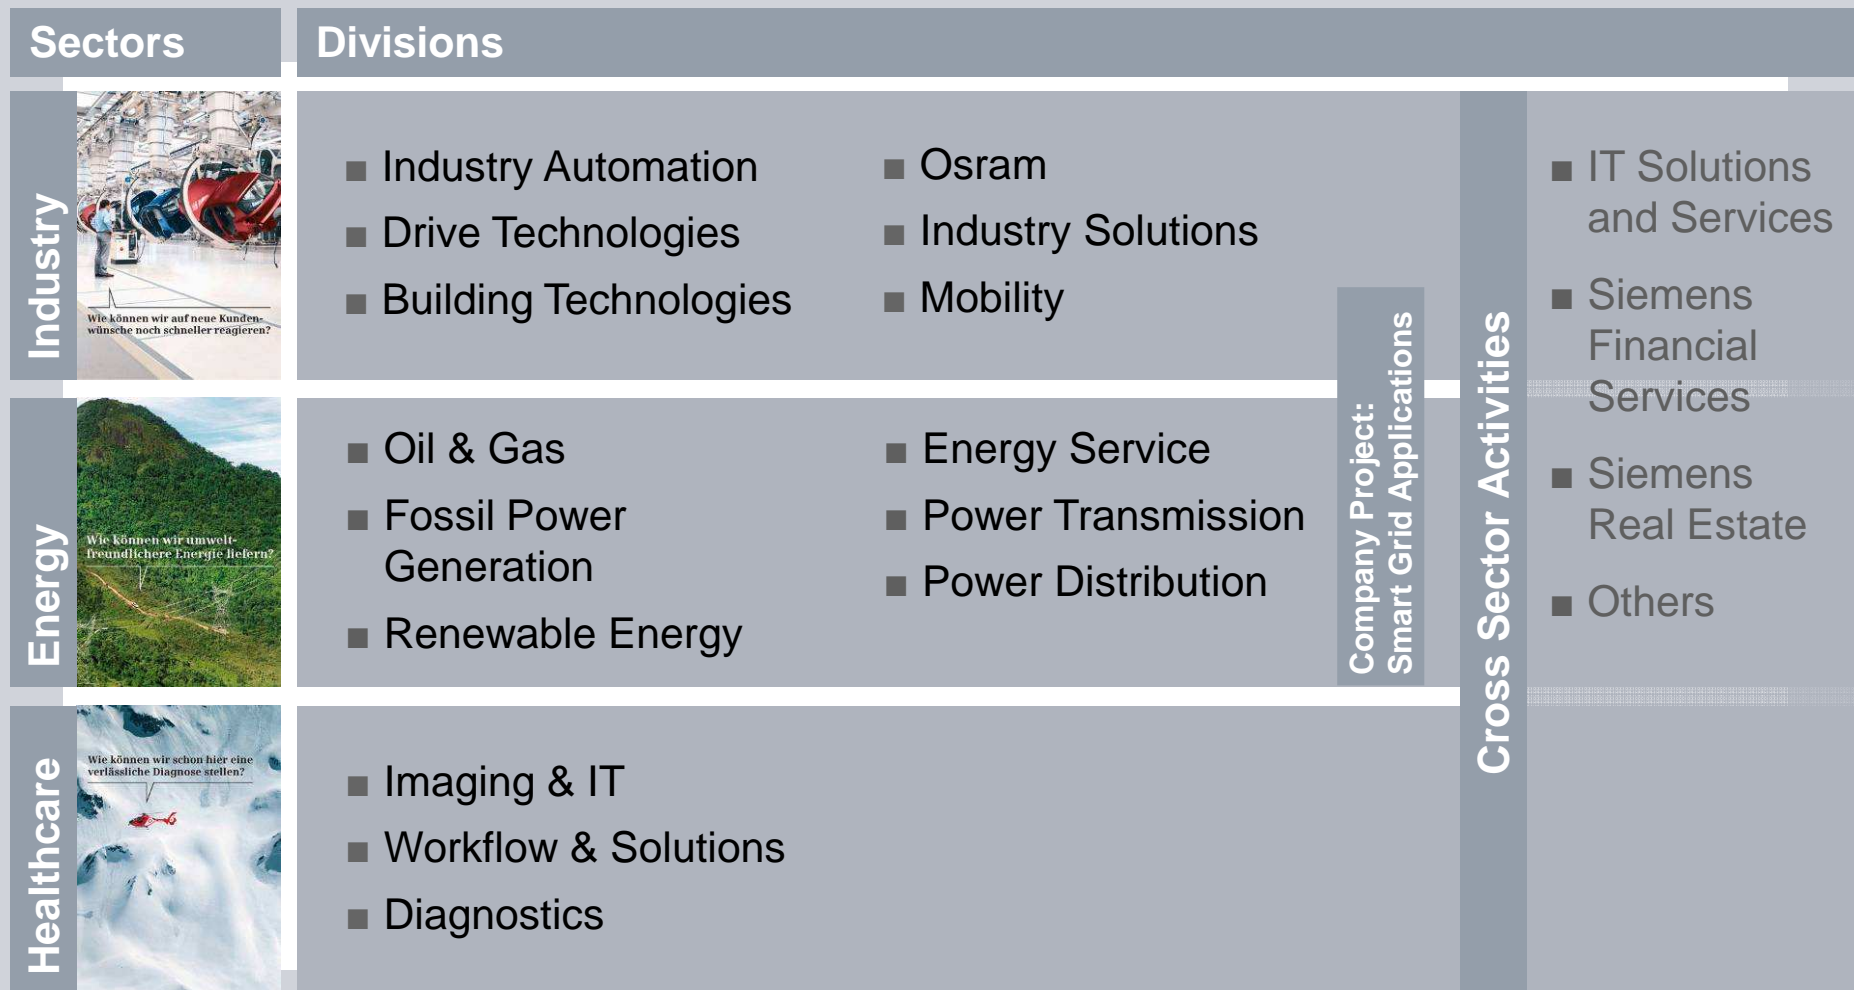 Sectors
Divisions
Industry
Wie können wir auf neue Kunden-
wünsche noch schneller reagieren?
Industry Automation
Drive Technologies
Building Technologies
Osram
Industry Solutions
Mobility
Energy
Wie können wir umwelt-
freundlichere Energie liefern?
Oil & Gas
Fossil Power
Generation
Renewable Energy
Energy Service
Power Transmission
Power Distribution
Company Project:
Smart Grid Applications
Healthcare
Wie können wir schon hier eine
verlässliche Diagnose stellen?
Imaging & IT
Workflow & Solutions
Diagnostics
Cross Sector Activities
IT Solutions
and Services
Siemens
Financial
Services
Siemens
Real Estate
Others